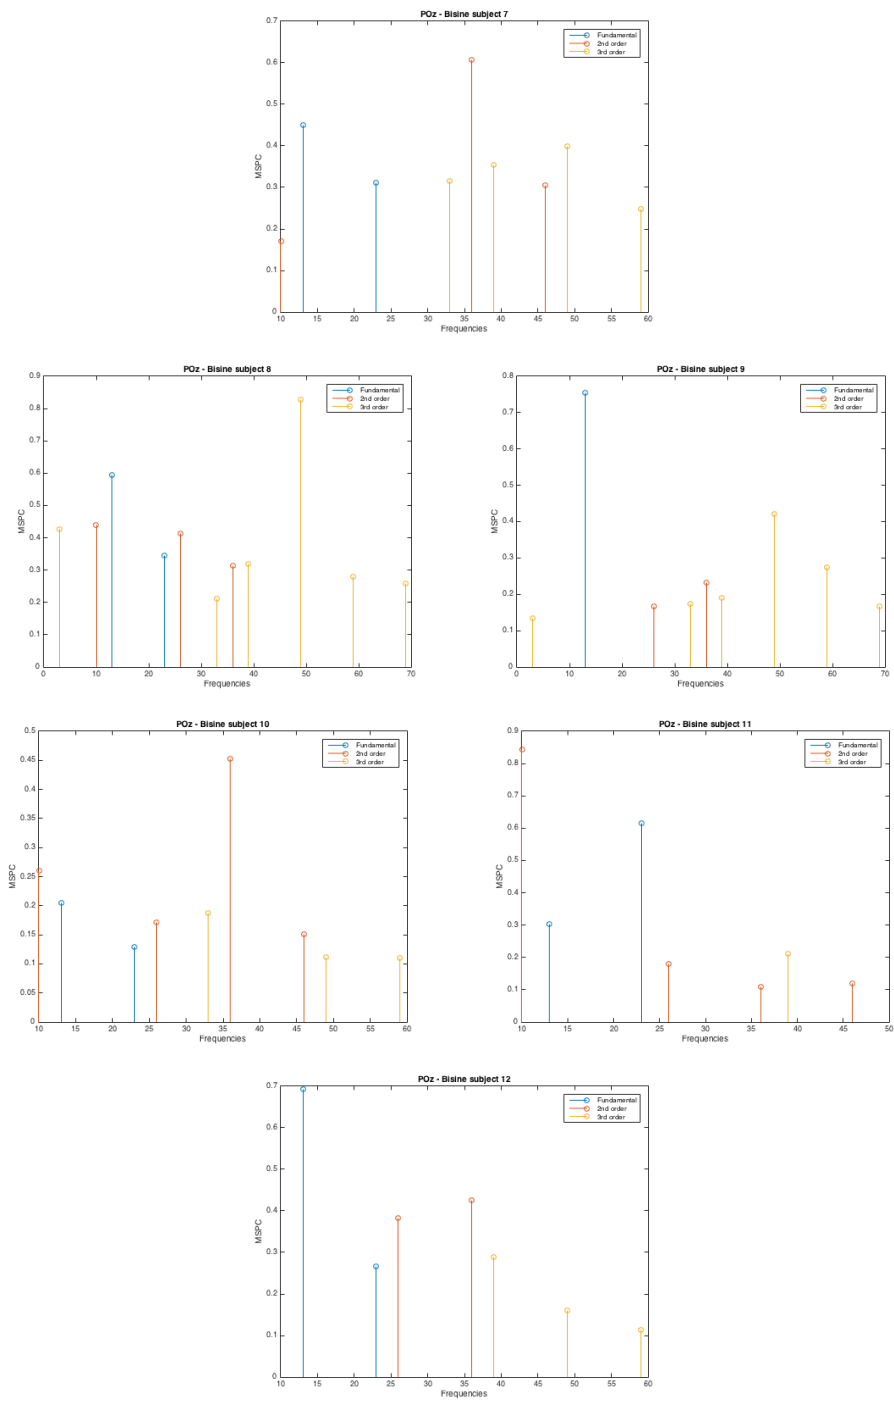 POz - Bisine subject 7
0.7
0.6
0.5
0.4
0.3
0.2
0.1
0
MSPC
Fundamental
2nd order
3rd order
10 15 20 25 30 35 40 45 50 55 60
Frequencies
POz - Bisine subject 8
0.9
0.8
0.7
0.6
0.5
0.4
0.3
0.2
0.1
0
MSPC
Fundamental
2nd order
3rd order
0 10 20 30 40 50 60 70
Frequencies
POz - Bisine subject 9
0.8
0.7
0.6
0.5
0.4
0.3
0.2
0.1
0
MSPC
Fundamental
2nd order
3rd order
0 10 20 30 40 50 60 70
Frequencies
POz - Bisine subject 10
0.5
0.45
0.4
0.35
0.3
0.25
0.2
0.15
0.1
0.05
0
MSPC
Fundamental
2nd order
3rd order
10 15 20 25 30 35 40 45 50 55 60
Frequencies
POz - Bisine subject 11
0.9
0.8
0.7
0.6
0.5
0.4
0.3
0.2
0.1
0
MSPC
Fundamental
2nd order
3rd order
10 15 20 25 30 35 40 45 50
Frequencies
POz - Bisine subject 12
0.7
0.6
0.5
0.4
0.3
0.2
0.1
0
MSPC
Fundamental
2nd order
3rd order
10 15 20 25 30 35 40 45 50 55 60
Frequencies